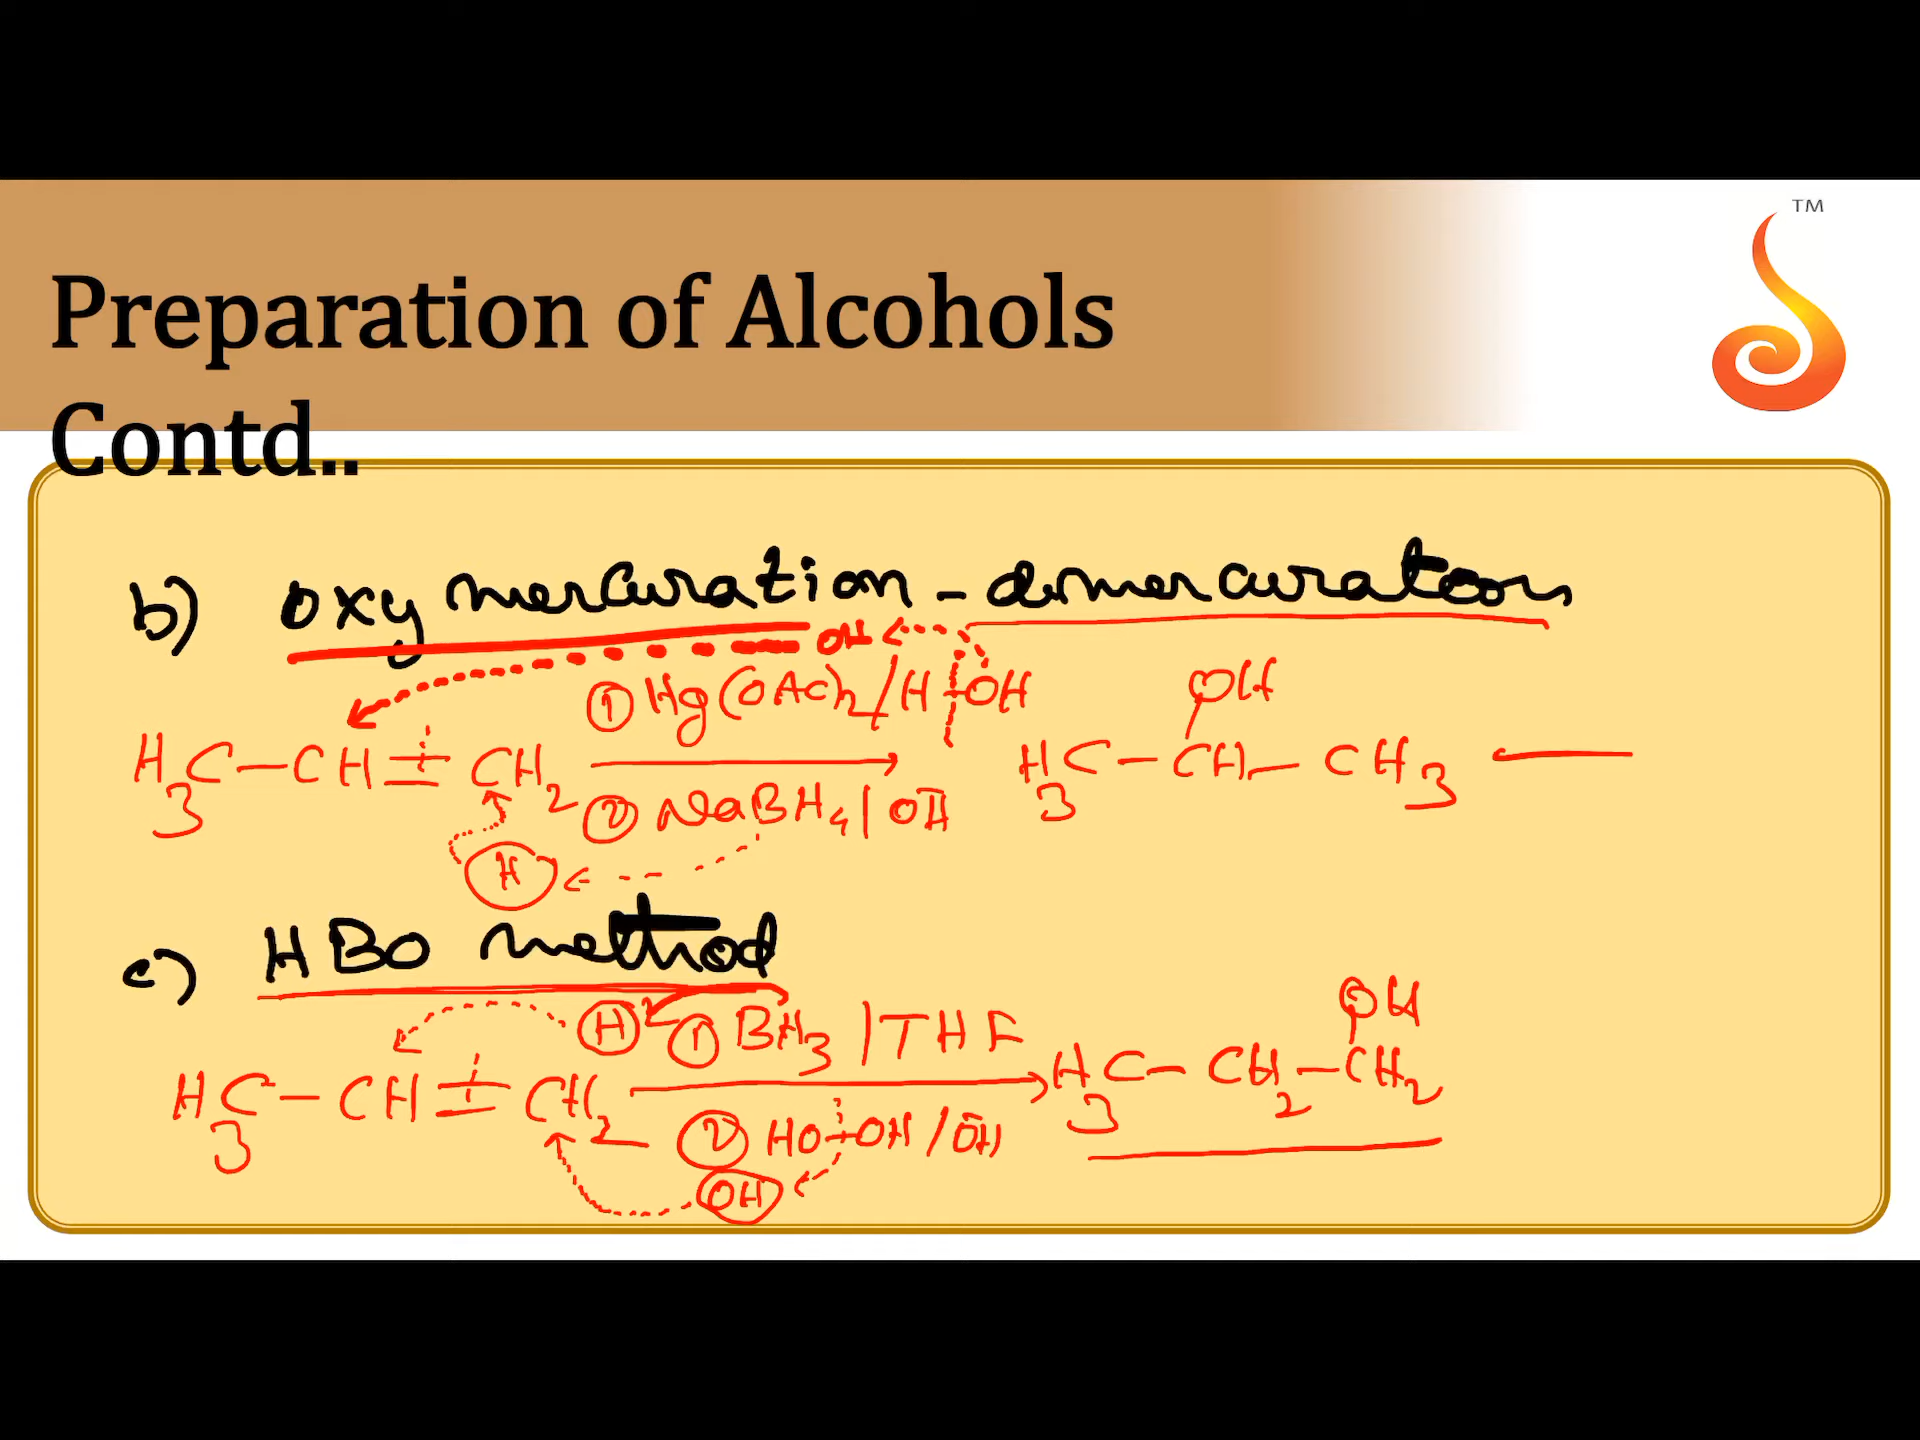 TM
Preparation of Alcohols
Contd..
b) oxymercuration - demercuration
OH
① Hg(OAc)₂/H-OH
OH
H₃C-CH=CH₂
H₃C-CH-CH₃
② NaBH₄/OH̄
H
c) HBO method
H ① BH₃/THF
OH
H₃C-CH=CH₂
H₃C-CH₂-CH₂
② HO-OH/OH̄
OH